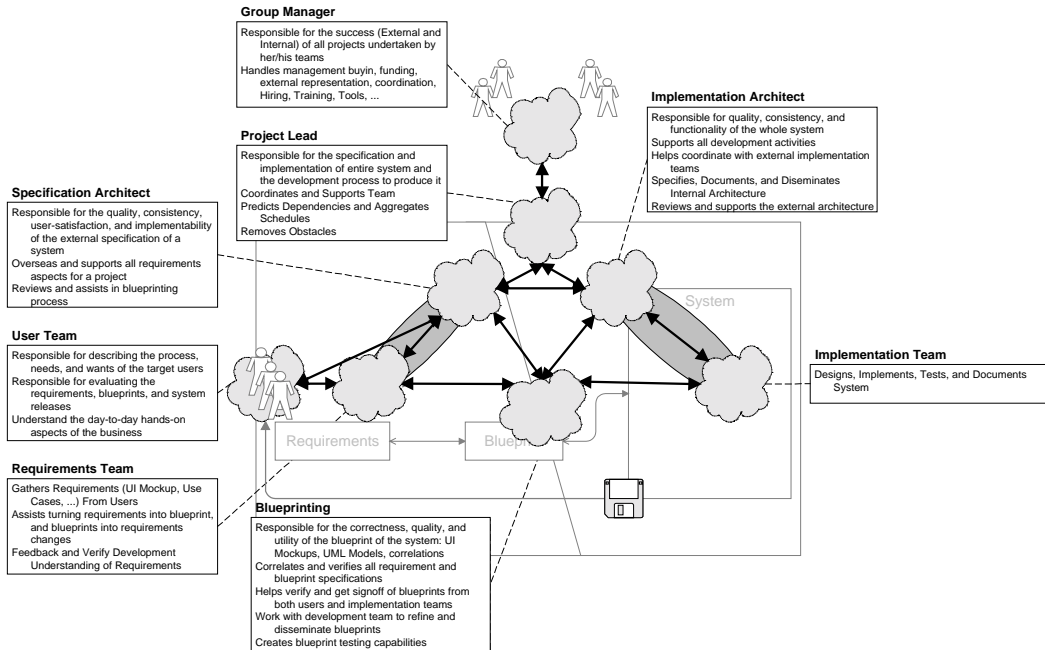 Group Manager
Responsible for the success (External and
Internal) of all projects undertaken by
her/his teams
Handles management buyin, funding,
external representation, coordination,
Hiring, Training, Tools, ...
Implementation Architect
Responsible for quality, consistency, and
functionality of the whole system
Supports all development activities
Helps coordinate with external implementation
teams
Specifies, Documents, and Diseminates
Internal Architecture
Reviews and supports the external architecture
Project Lead
Responsible for the specification and
implementation of entire system and
the development process to produce it
Coordinates and Supports Team
Predicts Dependencies and Aggregates
Schedules
Removes Obstacles
Specification Architect
Responsible for the quality, consistency,
user-satisfaction, and implementability
of the external specification of a
system
Overseas and supports all requirements
aspects for a project
Reviews and assists in blueprinting
process
System
User Team
Responsible for describing the process,
needs, and wants of the target users
Responsible for evaluating the
requirements, blueprints, and system
releases
Understand the day-to-day hands-on
aspects of the business
Implementation Team
Designs, Implements, Tests, and Documents
System
Requirements
Blueprint
Requirements Team
Gathers Requirements (UI Mockup, Use
Cases, ...) From Users
Assists turning requirements into blueprint,
and blueprints into requirements
changes
Feedback and Verify Development
Understanding of Requirements
Blueprinting
Responsible for the correctness, quality, and
utility of the blueprint of the system: UI
Mockups, UML Models, correlations
Correlates and verifies all requirement and
blueprint specifications
Helps verify and get signoff of blueprints from
both users and implementation teams
Work with development team to refine and
disseminate blueprints
Creates blueprint testing capabilities